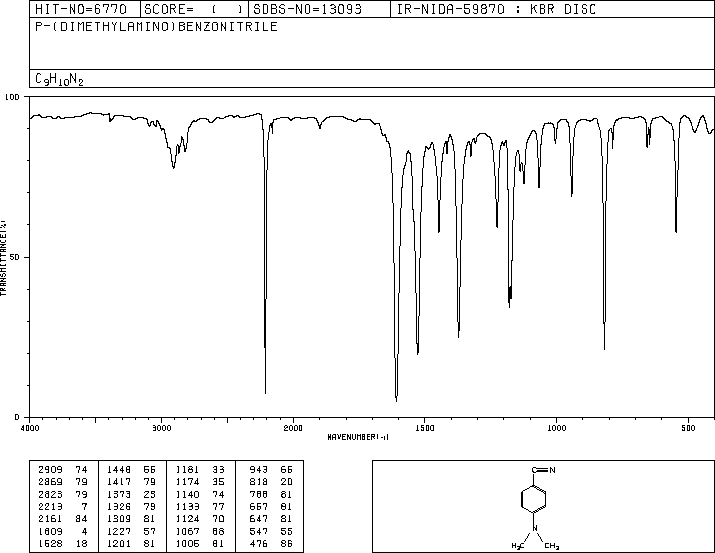 HIT-NO=6770 SCORE= ( ) SDBS-NO=13093 IR-NIDA-59870 : KBR DISC
P-(DIMETHYLAMINO)BENZONITRILE
C9H10N2
100
50
0
TRANSMITTANCE(%)
4000 3000 2000 1500 1000 500
WAVENUMBER(-1)
2909 74 1448 55 1181 33 943 66
2869 79 1417 79 1174 35 818 20
2823 79 1373 23 1140 74 788 81
2213 7 1326 79 1133 77 657 81
2161 84 1309 81 1124 70 647 81
1609 4 1227 57 1067 68 547 55
1528 18 1201 81 1005 81 476 86
C N
N
H3C CH3